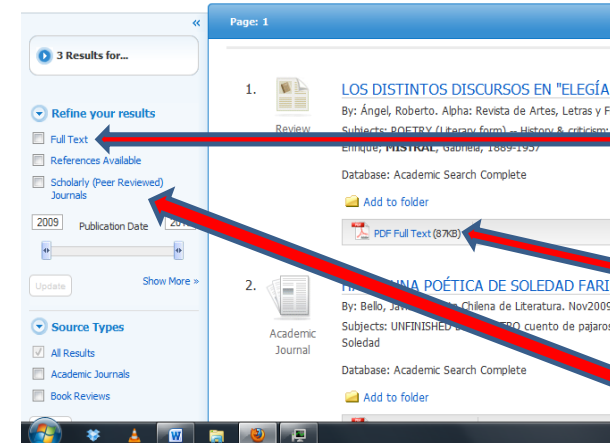 «
3 Results for...
Refine your results
Full Text
References Available
Scholarly (Peer Reviewed)
Journals
2009 Publication Date
Update
Show More »
Source Types
All Results
Academic Journals
Book Reviews
Page: 1
1.
Review
LOS DISTINTOS DISCURSOS EN "ELEGÍA
By: Ángel, Roberto. Alpha: Revista de Artes, Letras y F
Subjects: POETRY (Literary form) -- History & criticism;
Enrique; MISTRAL, Gabriela, 1889-1957
Database: Academic Search Complete
Add to folder
PDF Full Text (87KB)
2.
Academic
Journal
UNA POÉTICA DE SOLEDAD FARI
By: Bello, Chilena de Literatura. Nov2009
Subjects: UNFINISHED cuento de pajaros
Soledad
Database: Academic Search Complete
Add to folder
W